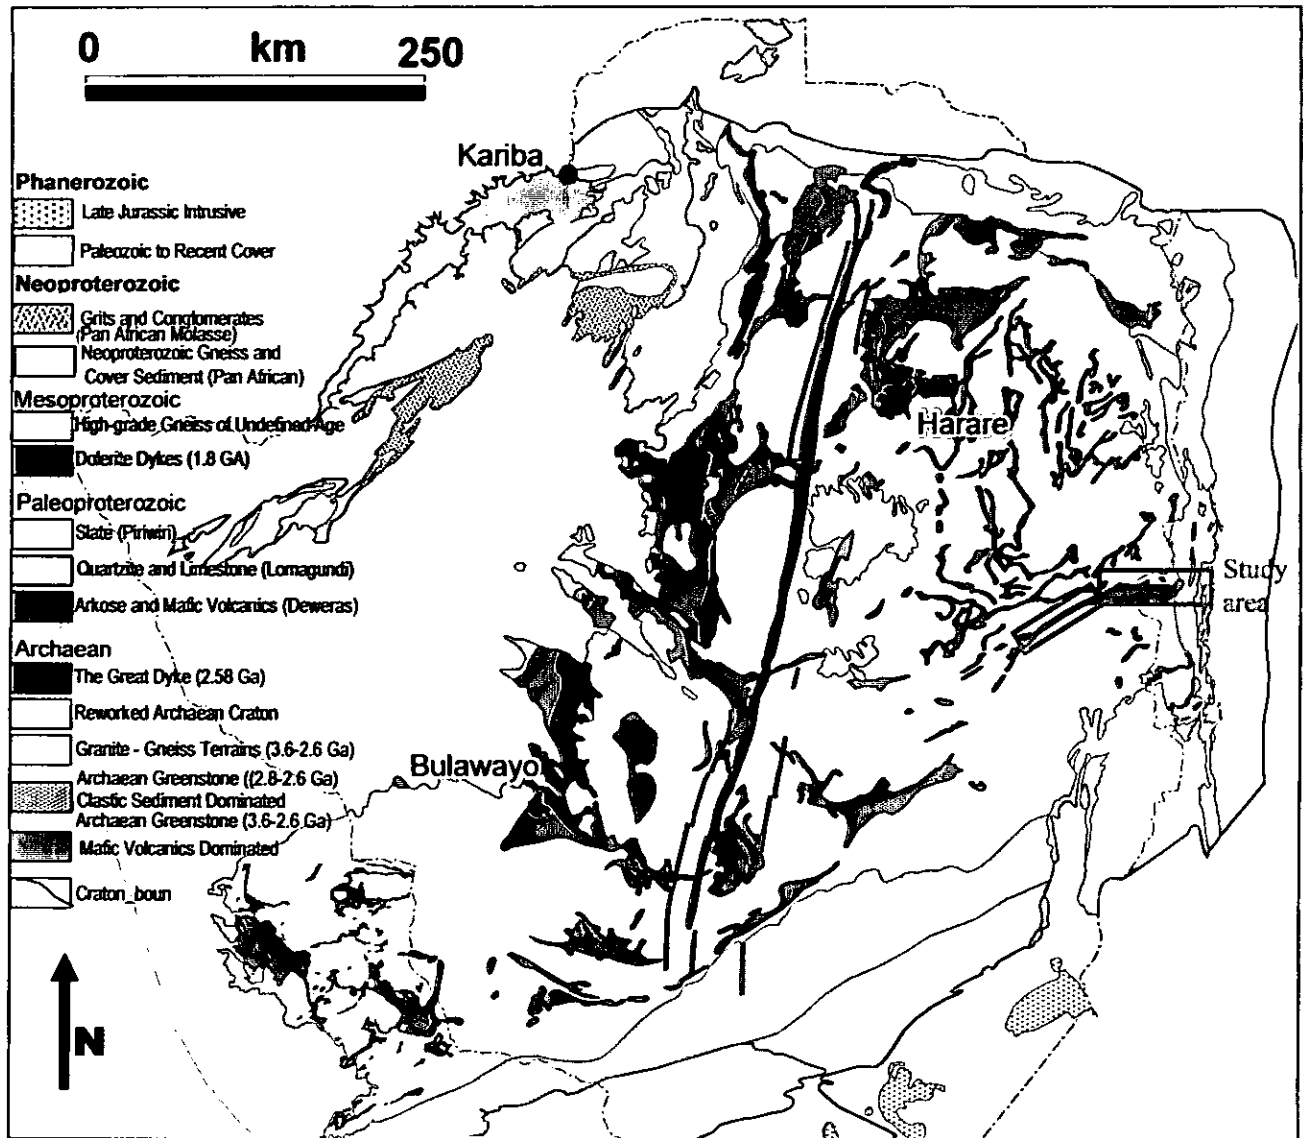 0 km 250
Kariba
Phanerozoic
Late Jurassic Intrusive
Paleozoic to Recent Cover
Neoproterozoic
Grits and Conglomerates
(Pan African Molasse)
Neoproterozoic Gneiss and
Cover Sediment (Pan African)
Mesoproterozoic
High-grade Gneiss of Undefined Age
Dolerite Dykes (1.8 GA)
Paleoproterozoic
Slate (Piriwiri)
Quartzite and Limestone (Lomagundi)
Arkose and Mafic Volcanics (Deweras)
Archaean
The Great Dyke (2.58 Ga)
Reworked Archaean Craton
Granite - Gneiss Terrains (3.6-2.6 Ga)
Archaean Greenstone ((2.8-2.6 Ga)
Clastic Sediment Dominated
Archaean Greenstone (3.6-2.6 Ga)
Mafic Volcanics Dominated
Craton_boun
N
Harare
Study
area
Bulawayo